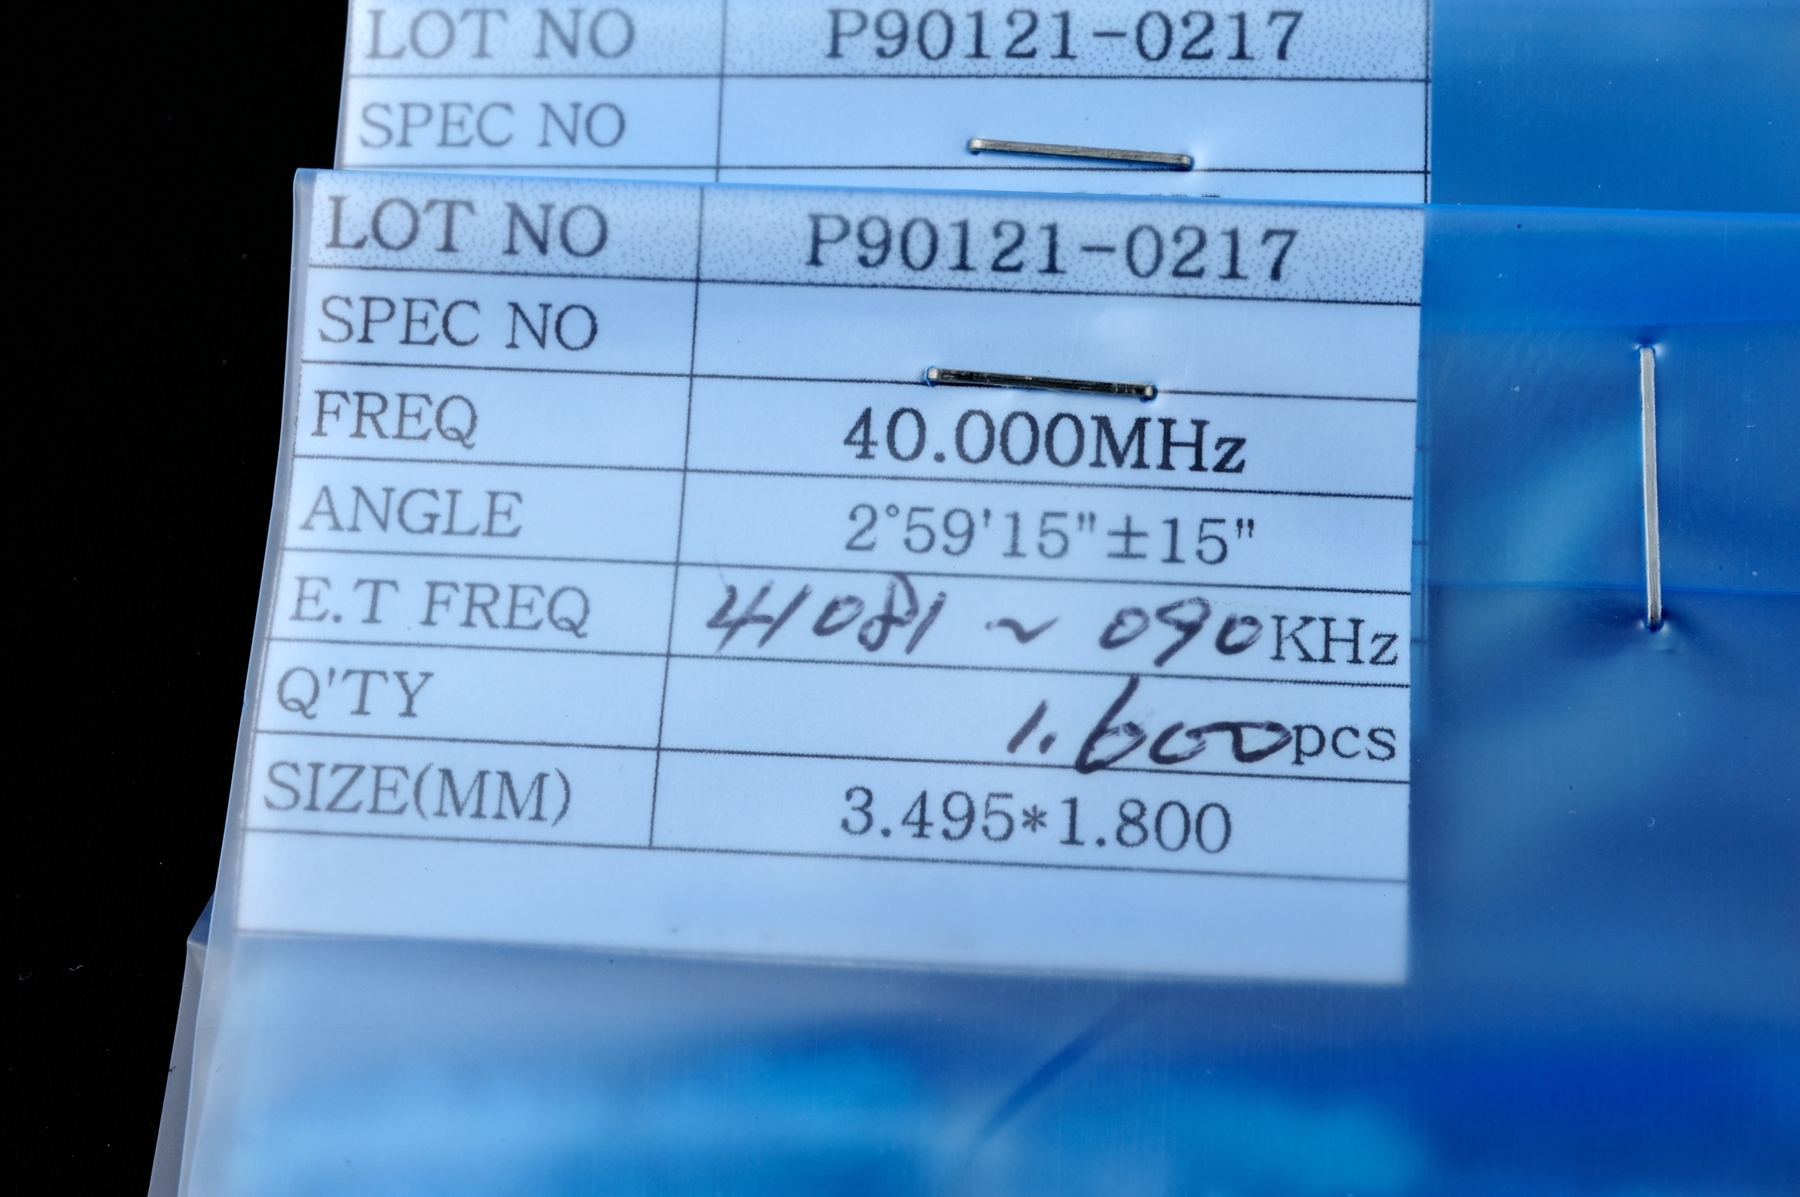 LOT NO P90121-0217
SPEC NO
LOT NO P90121-0217
SPEC NO
FREQ 40.000MHz
ANGLE 2°59'15"±15"
E.T FREQ 41081 ~ 090KHz
Q'TY 1.600pcs
SIZE(MM) 3.495*1.800